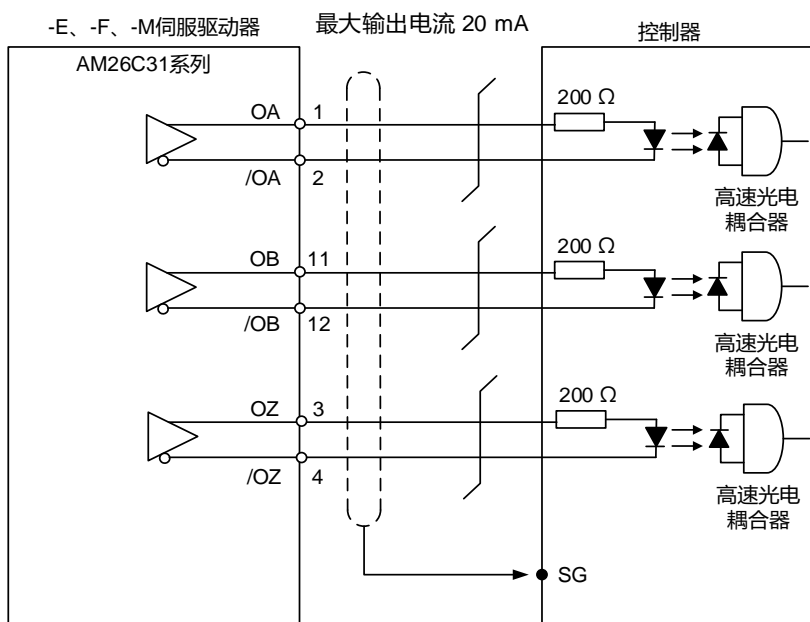 -E、-F、-M伺服驱动器
最大输出电流 20 mA
控制器
AM26C31系列
OA
1
200 Ω
/OA
2
高速光电
耦合器
OB
11
200 Ω
/OB
12
高速光电
耦合器
OZ
3
200 Ω
/OZ
4
高速光电
耦合器
SG